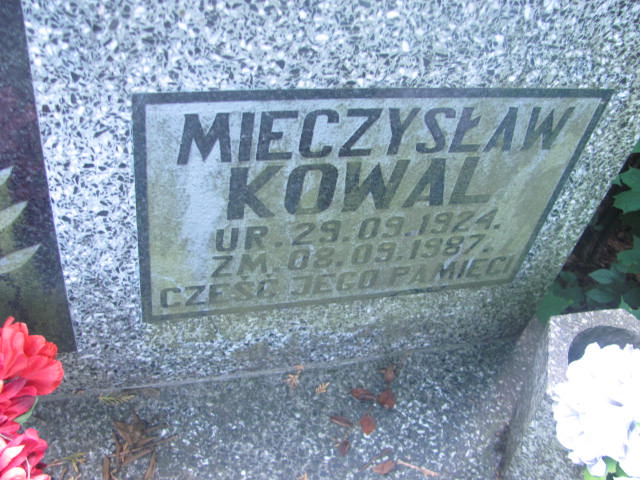 MIECZYSŁAW
KOWAL
UR. 29.09.1924.
ZM. 08.09.1987.
CZEŚĆ JEGO PAMIĘCI